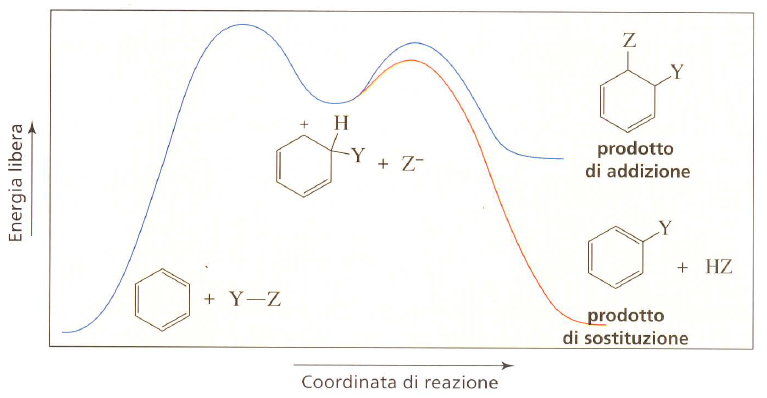 Energia libera
Z
Y
prodotto
di addizione
+
H
Y
+ Z⁻
Y
+ HZ
+ Y—Z
prodotto
di sostituzione
Coordinata di reazione